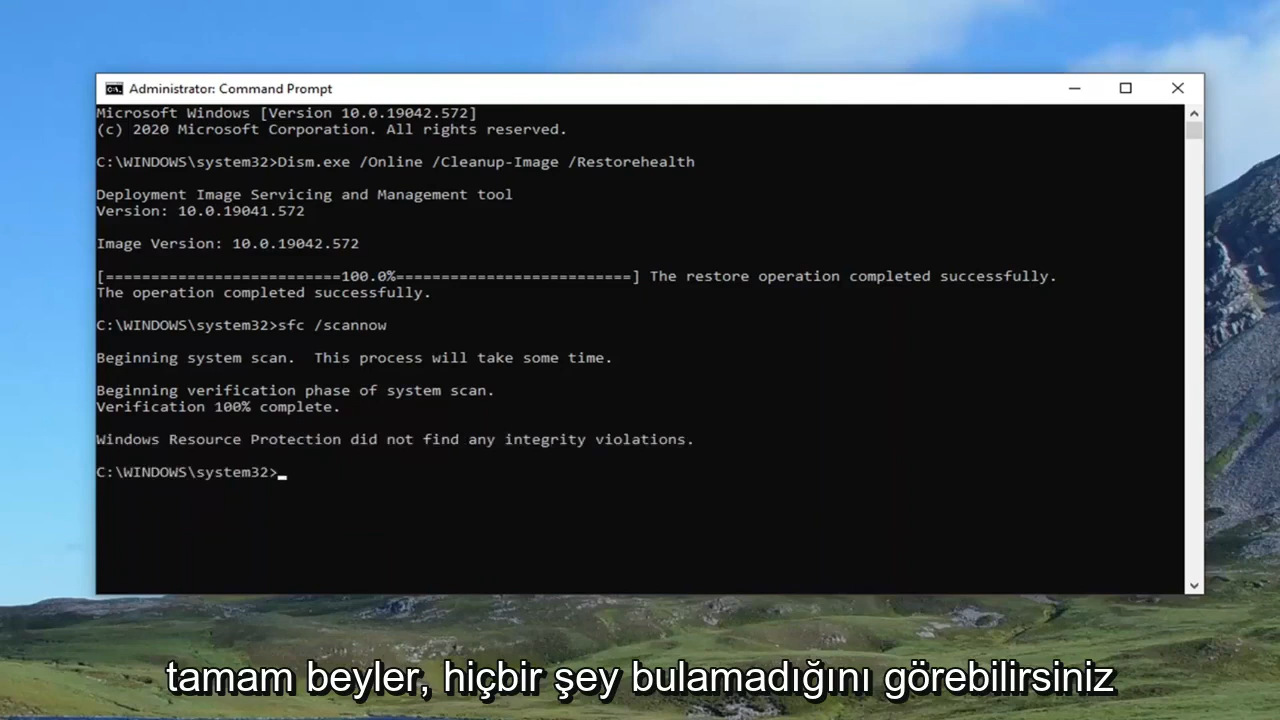 Administrator: Command Prompt
Microsoft Windows [Version 10.0.19042.572]
(c) 2020 Microsoft Corporation. All rights reserved.
C:\WINDOWS\system32>Dism.exe /Online /Cleanup-Image /Restorehealth
Deployment Image Servicing and Management tool
Version: 10.0.19041.572
Image Version: 10.0.19042.572
[==========================100.0%==========================] The restore operation completed successfully.
The operation completed successfully.
C:\WINDOWS\system32>sfc /scannow
Beginning system scan.  This process will take some time.
Beginning verification phase of system scan.
Verification 100% complete.
Windows Resource Protection did not find any integrity violations.
C:\WINDOWS\system32>
tamam beyler, hiçbir şey bulamadığını görebilirsiniz